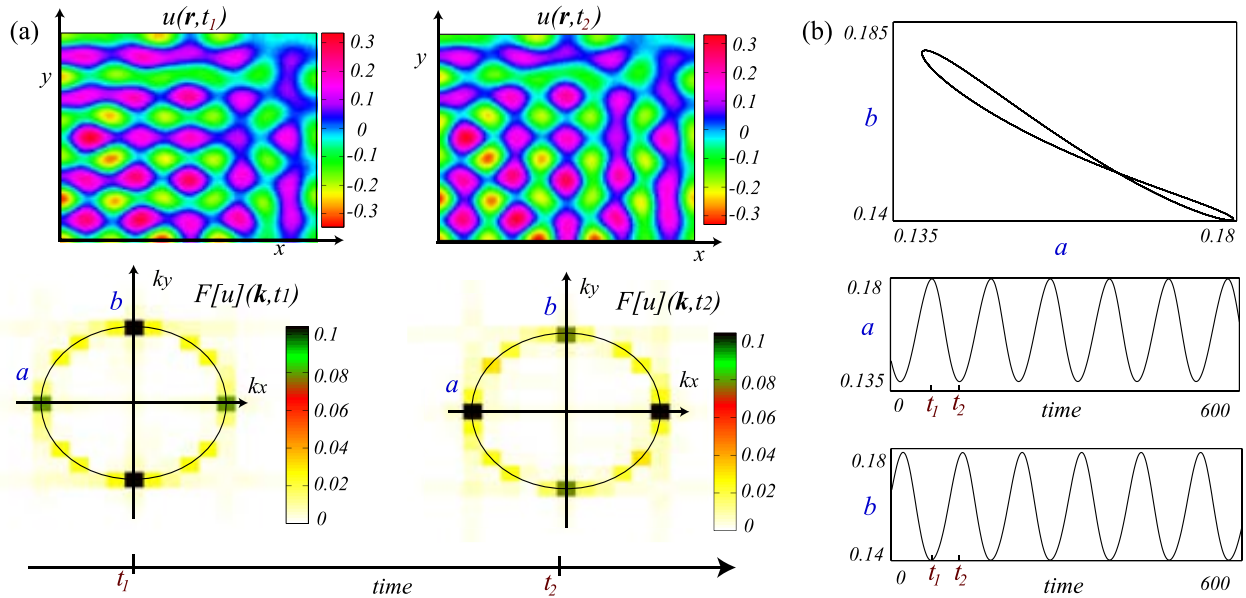 (a)
u(r,t1)
u(r,t2)
y
0.3
0.2
0.1
0
-0.1
-0.2
-0.3
x
y
0.3
0.2
0.1
0
-0.1
-0.2
-0.3
x
ky
b
F[u](k,t1)
a
kx
0.1
0.08
0.06
0.04
0.02
0
ky
b
F[u](k,t2)
a
kx
0.1
0.08
0.06
0.04
0.02
0
t1
time
t2
(b)
0.185
b
0.14
0.135
a
0.18
0.18
a
0.135
0
t1
t2
time
600
0.18
b
0.14
0
t1
t2
time
600